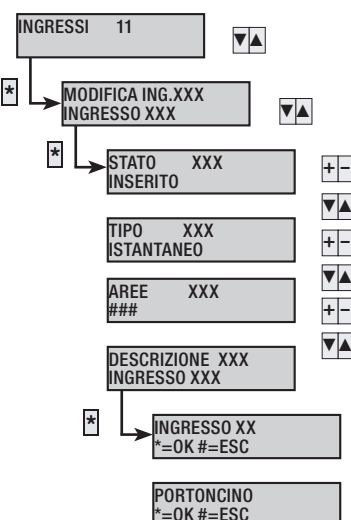 INGRESSI 11
▼▲
*
MODIFICA ING.XXX
INGRESSO XXX
▼▲
*
STATO XXX
INSERITO
+ −
▼▲
TIPO XXX
ISTANTANEO
+ −
▼▲
AREE XXX
###
+ −
▼▲
DESCRIZIONE XXX
INGRESSO XXX
*
INGRESSO XX
*=OK #=ESC
PORTONCINO
*=OK #=ESC